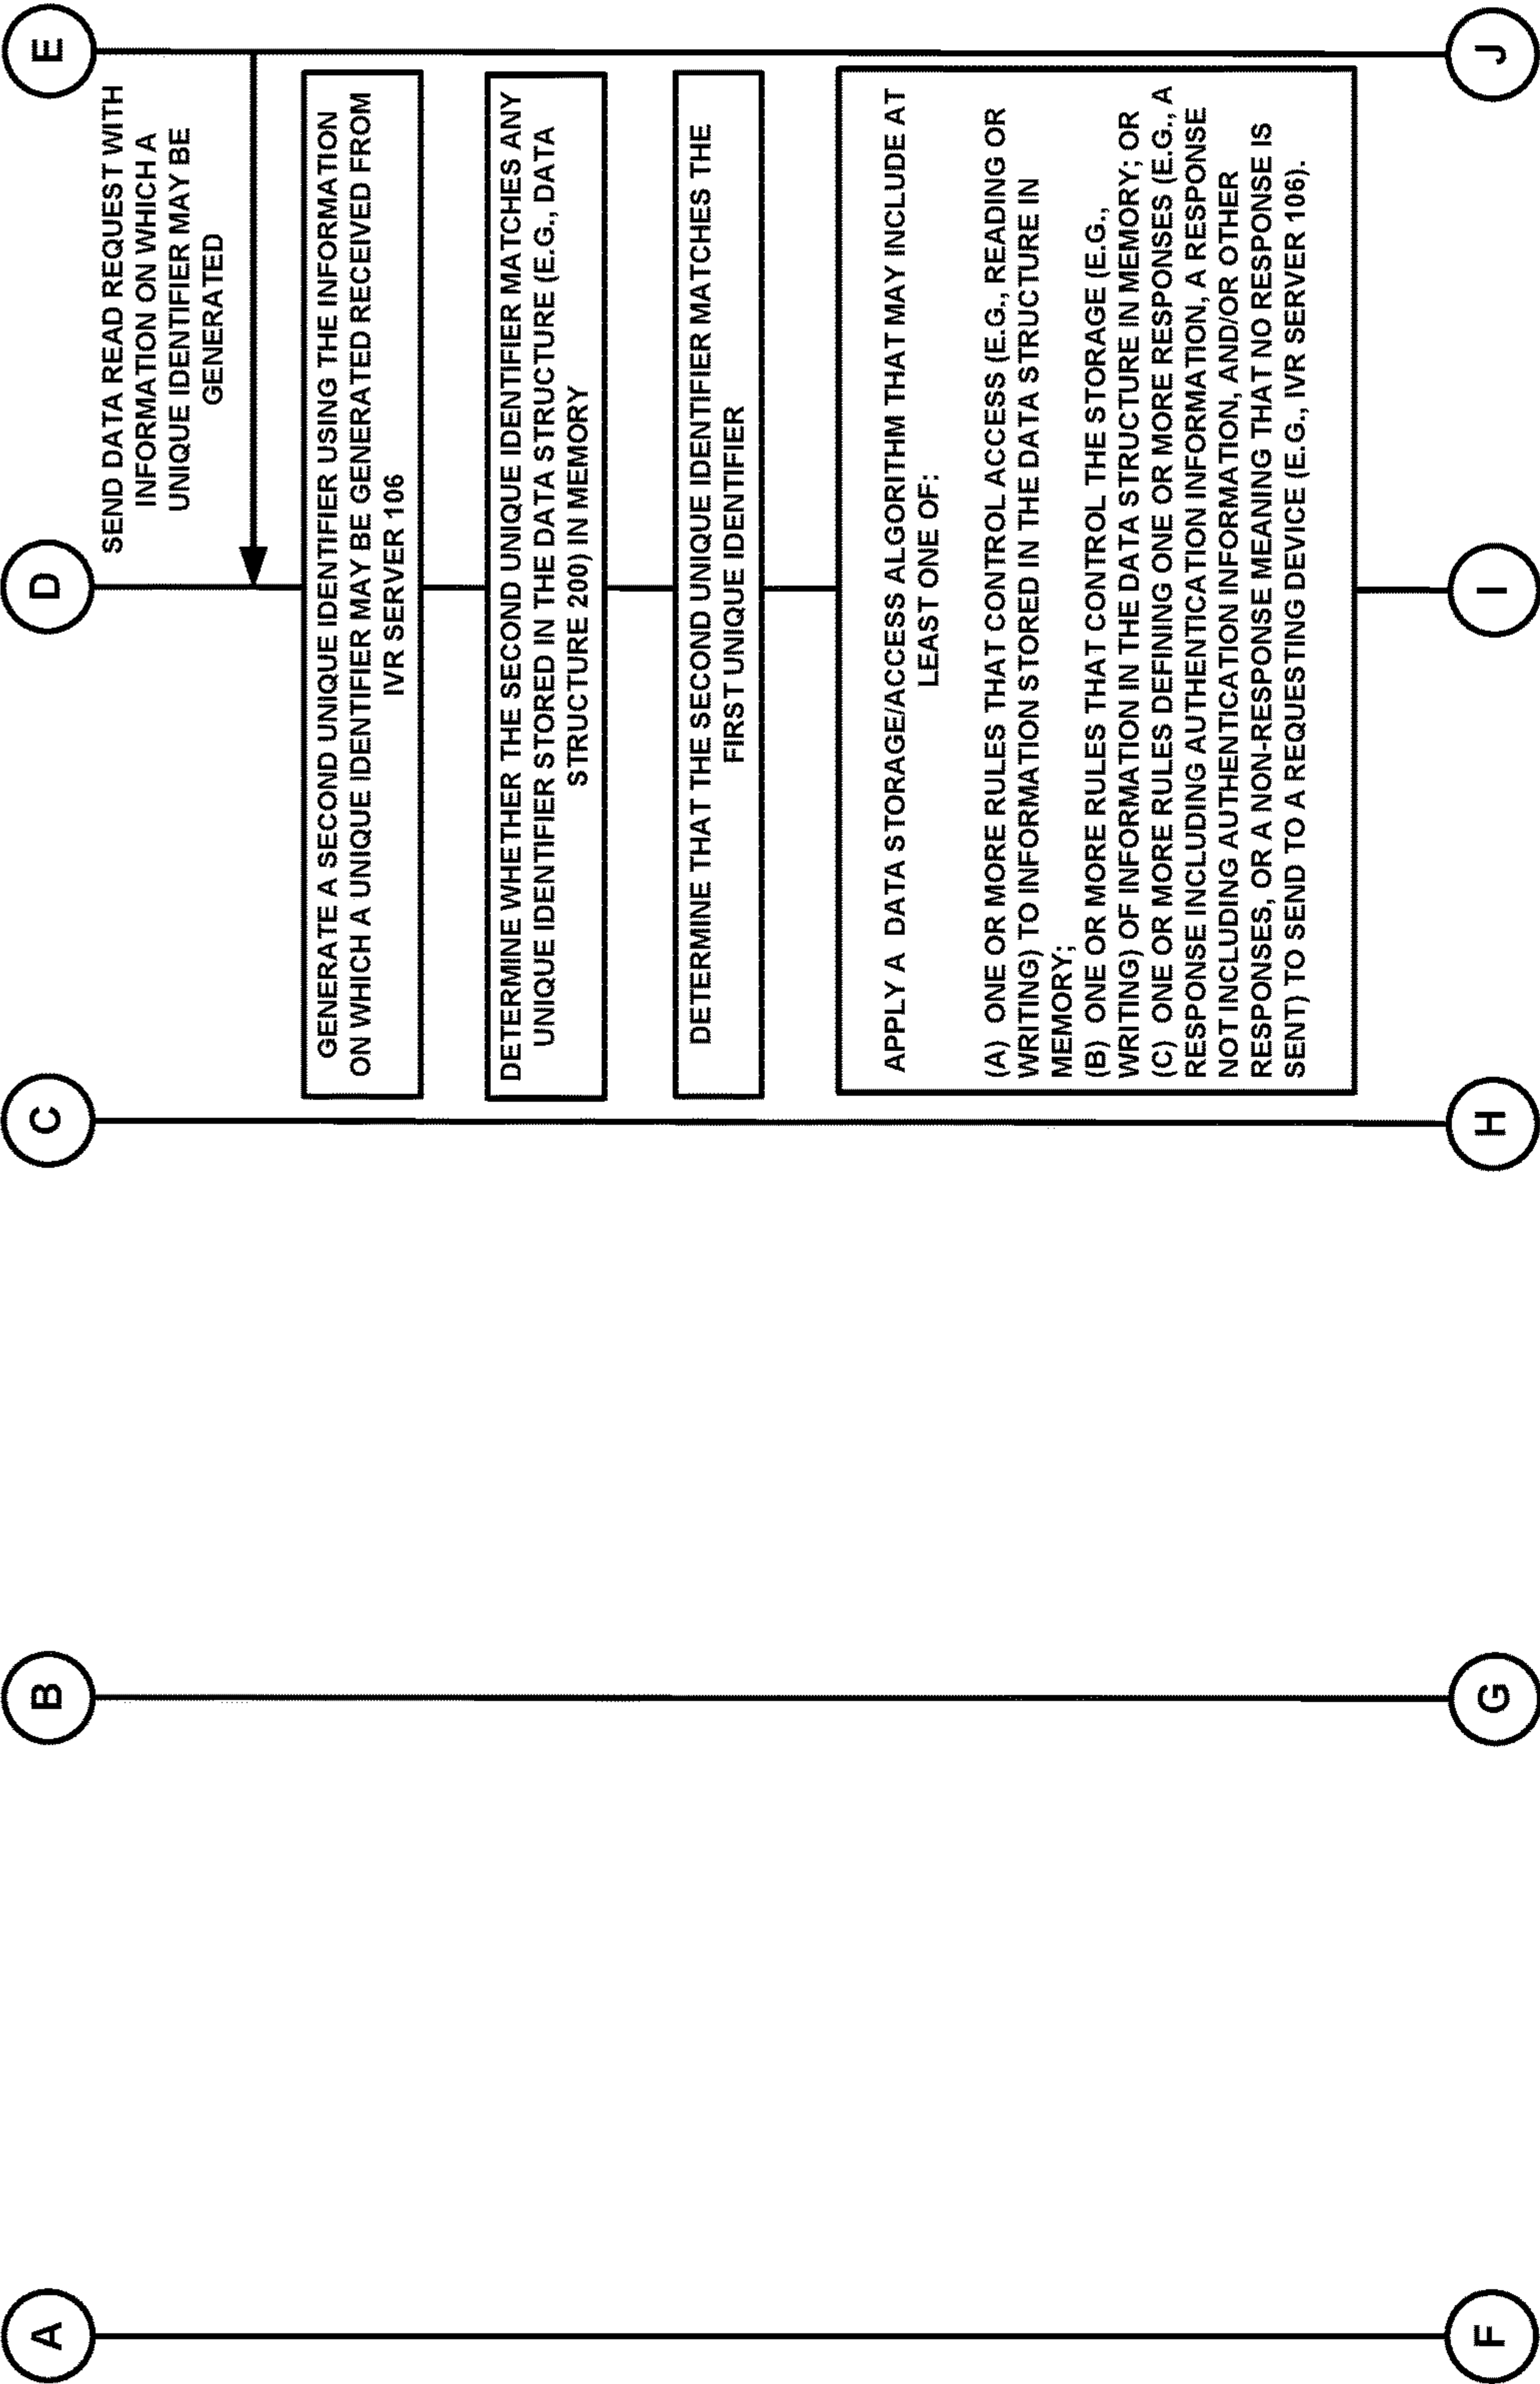 A
B
C
D
E
SEND DATA READ REQUEST WITH
INFORMATION ON WHICH A
UNIQUE IDENTIFIER MAY BE
GENERATED
GENERATE A SECOND UNIQUE IDENTIFIER USING THE INFORMATION
ON WHICH A UNIQUE IDENTIFIER MAY BE GENERATED RECEIVED FROM
IVR SERVER 106
DETERMINE WHETHER THE SECOND UNIQUE IDENTIFIER MATCHES ANY
UNIQUE IDENTIFIER STORED IN THE DATA STRUCTURE (E.G., DATA
STRUCTURE 200) IN MEMORY
DETERMINE THAT THE SECOND UNIQUE IDENTIFIER MATCHES THE
FIRST UNIQUE IDENTIFIER
APPLY A DATA STORAGE/ACCESS ALGORITHM THAT MAY INCLUDE AT
LEAST ONE OF:
(A) ONE OR MORE RULES THAT CONTROL ACCESS (E.G., READING OR
WRITING) TO INFORMATION STORED IN THE DATA STRUCTURE IN
MEMORY;
(B) ONE OR MORE RULES THAT CONTROL THE STORAGE (E.G.,
WRITING) OF INFORMATION IN THE DATA STRUCTURE IN MEMORY; OR
(C) ONE OR MORE RULES DEFINING ONE OR MORE RESPONSES (E.G., A
RESPONSE INCLUDING AUTHENTICATION INFORMATION, A RESPONSE
NOT INCLUDING AUTHENTICATION INFORMATION, AND/OR OTHER
RESPONSES, OR A NON-RESPONSE MEANING THAT NO RESPONSE IS
SENT) TO SEND TO A REQUESTING DEVICE (E.G., IVR SERVER 106).
F
G
H
I
J